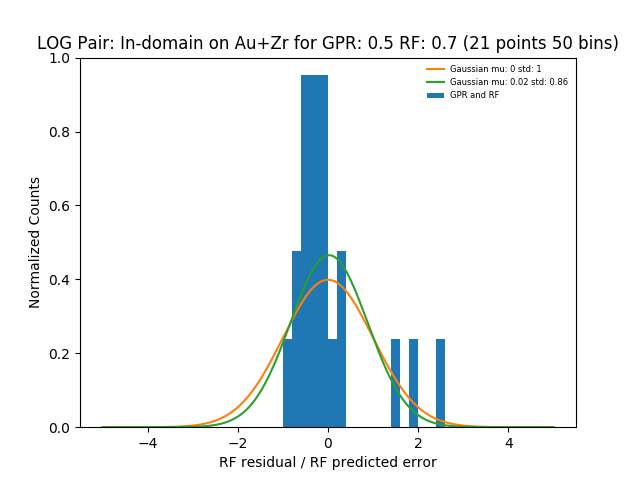 LOG Pair: In-domain on Au+Zr for GPR: 0.5 RF: 0.7 (21 points 50 bins)
Gaussian mu: 0 std: 1
Gaussian mu: 0.02 std: 0.86
GPR and RF
Normalized Counts
1.0
0.8
0.6
0.4
0.2
0.0
−4
−2
0
2
4
RF residual / RF predicted error